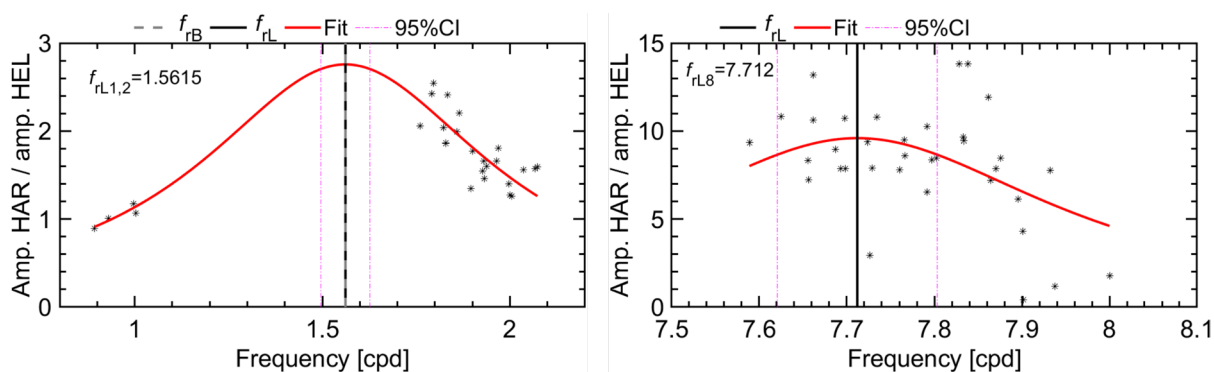 f_rB f_rL Fit 95%CI
f_rL1,2=1.5615
Amp. HAR / amp. HEL
3
2
1
0
1 1.5 2
Frequency [cpd]
f_rL Fit 95%CI
f_rL8=7.712
Amp. HAR / amp. HEL
15
10
5
0
7.5 7.6 7.7 7.8 7.9 8 8.1
Frequency [cpd]